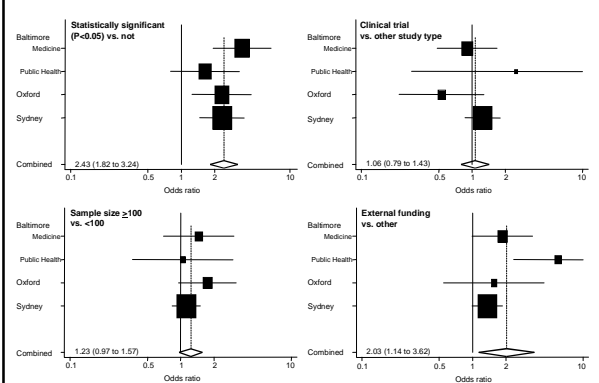 Statistically significant
(P<0.05) vs. not
Baltimore
Medicine
Public Health
Oxford
Sydney
Combined
2.43 (1.82 to 3.24)
0.1 0.5 1 2 10
Odds ratio
Clinical trial
vs. other study type
Baltimore
Medicine
Public Health
Oxford
Sydney
Combined
1.06 (0.79 to 1.43)
0.1 0.5 1 2 10
Odds ratio
Sample size ≥100
vs. <100
Baltimore
Medicine
Public Health
Oxford
Sydney
Combined
1.23 (0.97 to 1.57)
0.1 0.5 1 2 10
Odds ratio
External funding
vs. other
Baltimore
Medicine
Public Health
Oxford
Sydney
Combined
2.03 (1.14 to 3.62)
0.1 0.5 1 2 10
Odds ratio